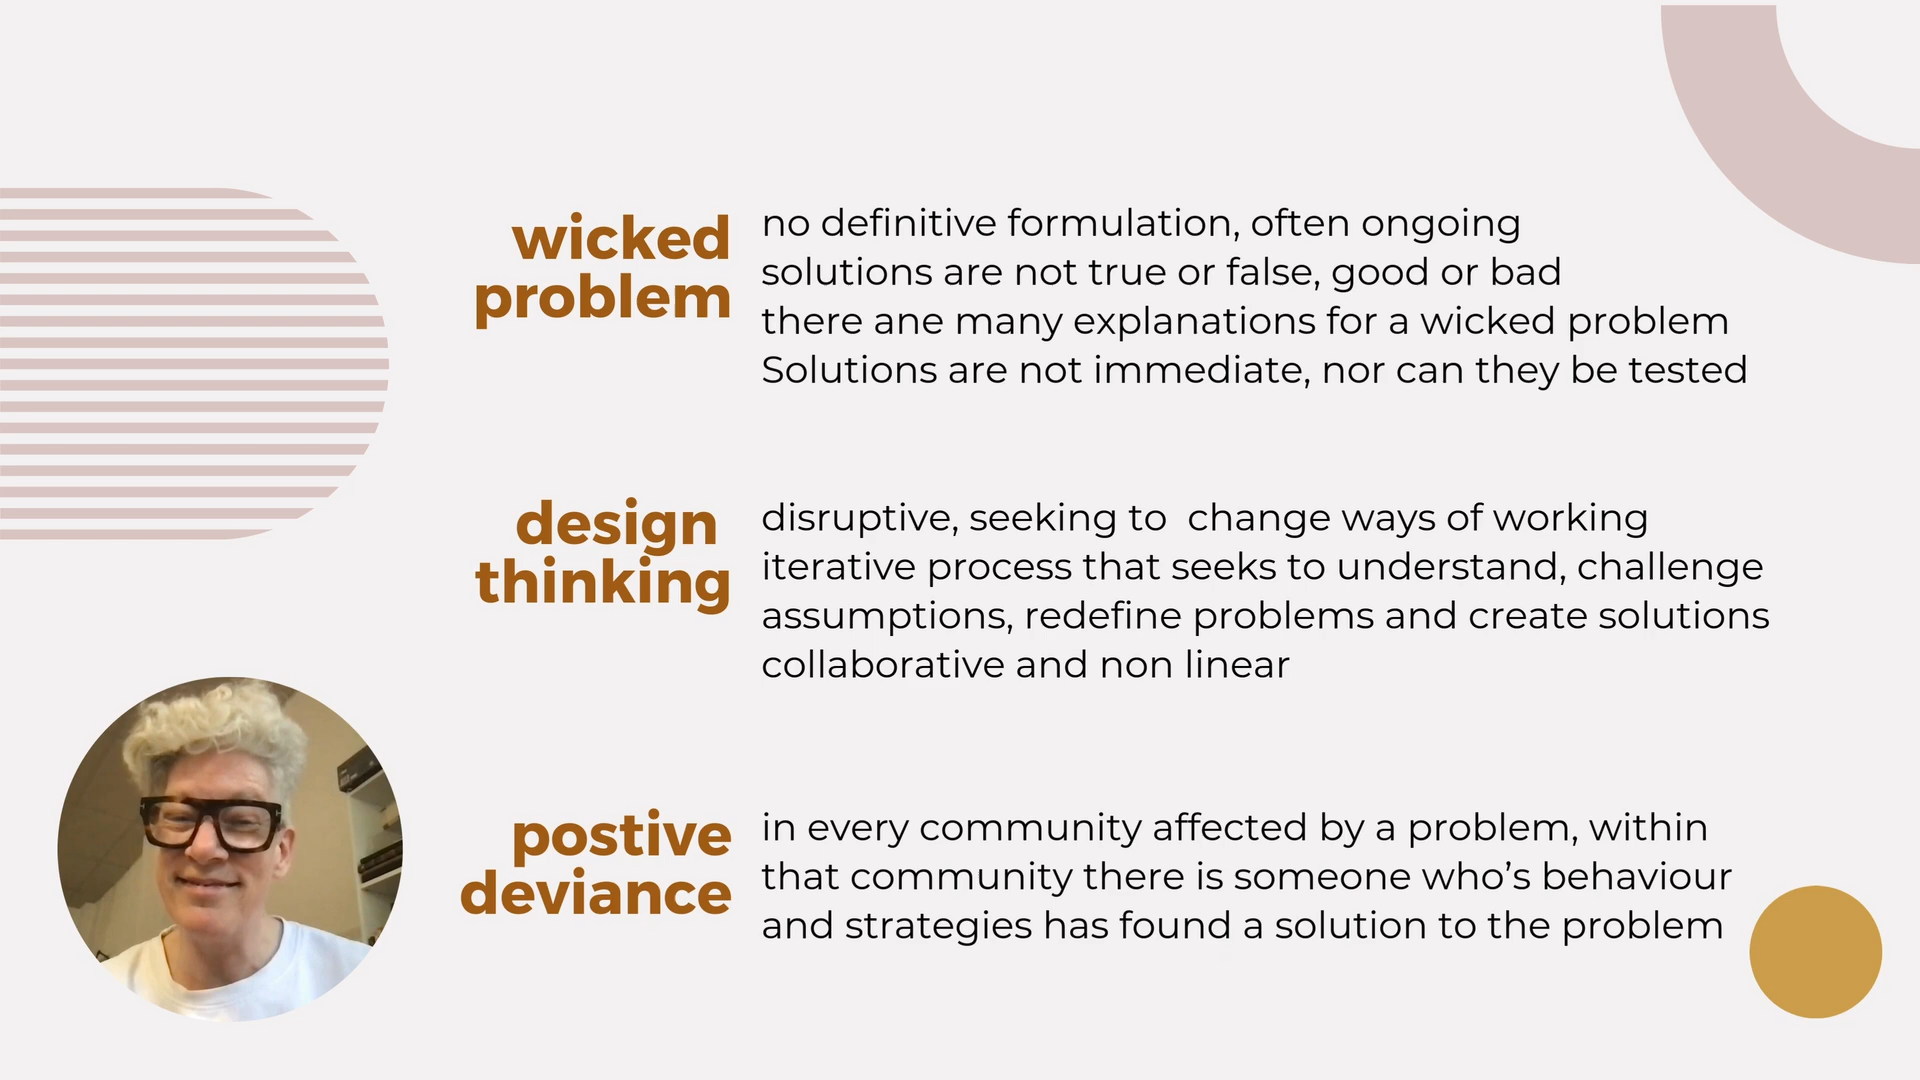 wicked
problem
no definitive formulation, often ongoing
solutions are not true or false, good or bad
there ane many explanations for a wicked problem
Solutions are not immediate, nor can they be tested
design
thinking
disruptive, seeking to  change ways of working
iterative process that seeks to understand, challenge
assumptions, redefine problems and create solutions
collaborative and non linear
postive
deviance
in every community affected by a problem, within
that community there is someone who’s behaviour
and strategies has found a solution to the problem